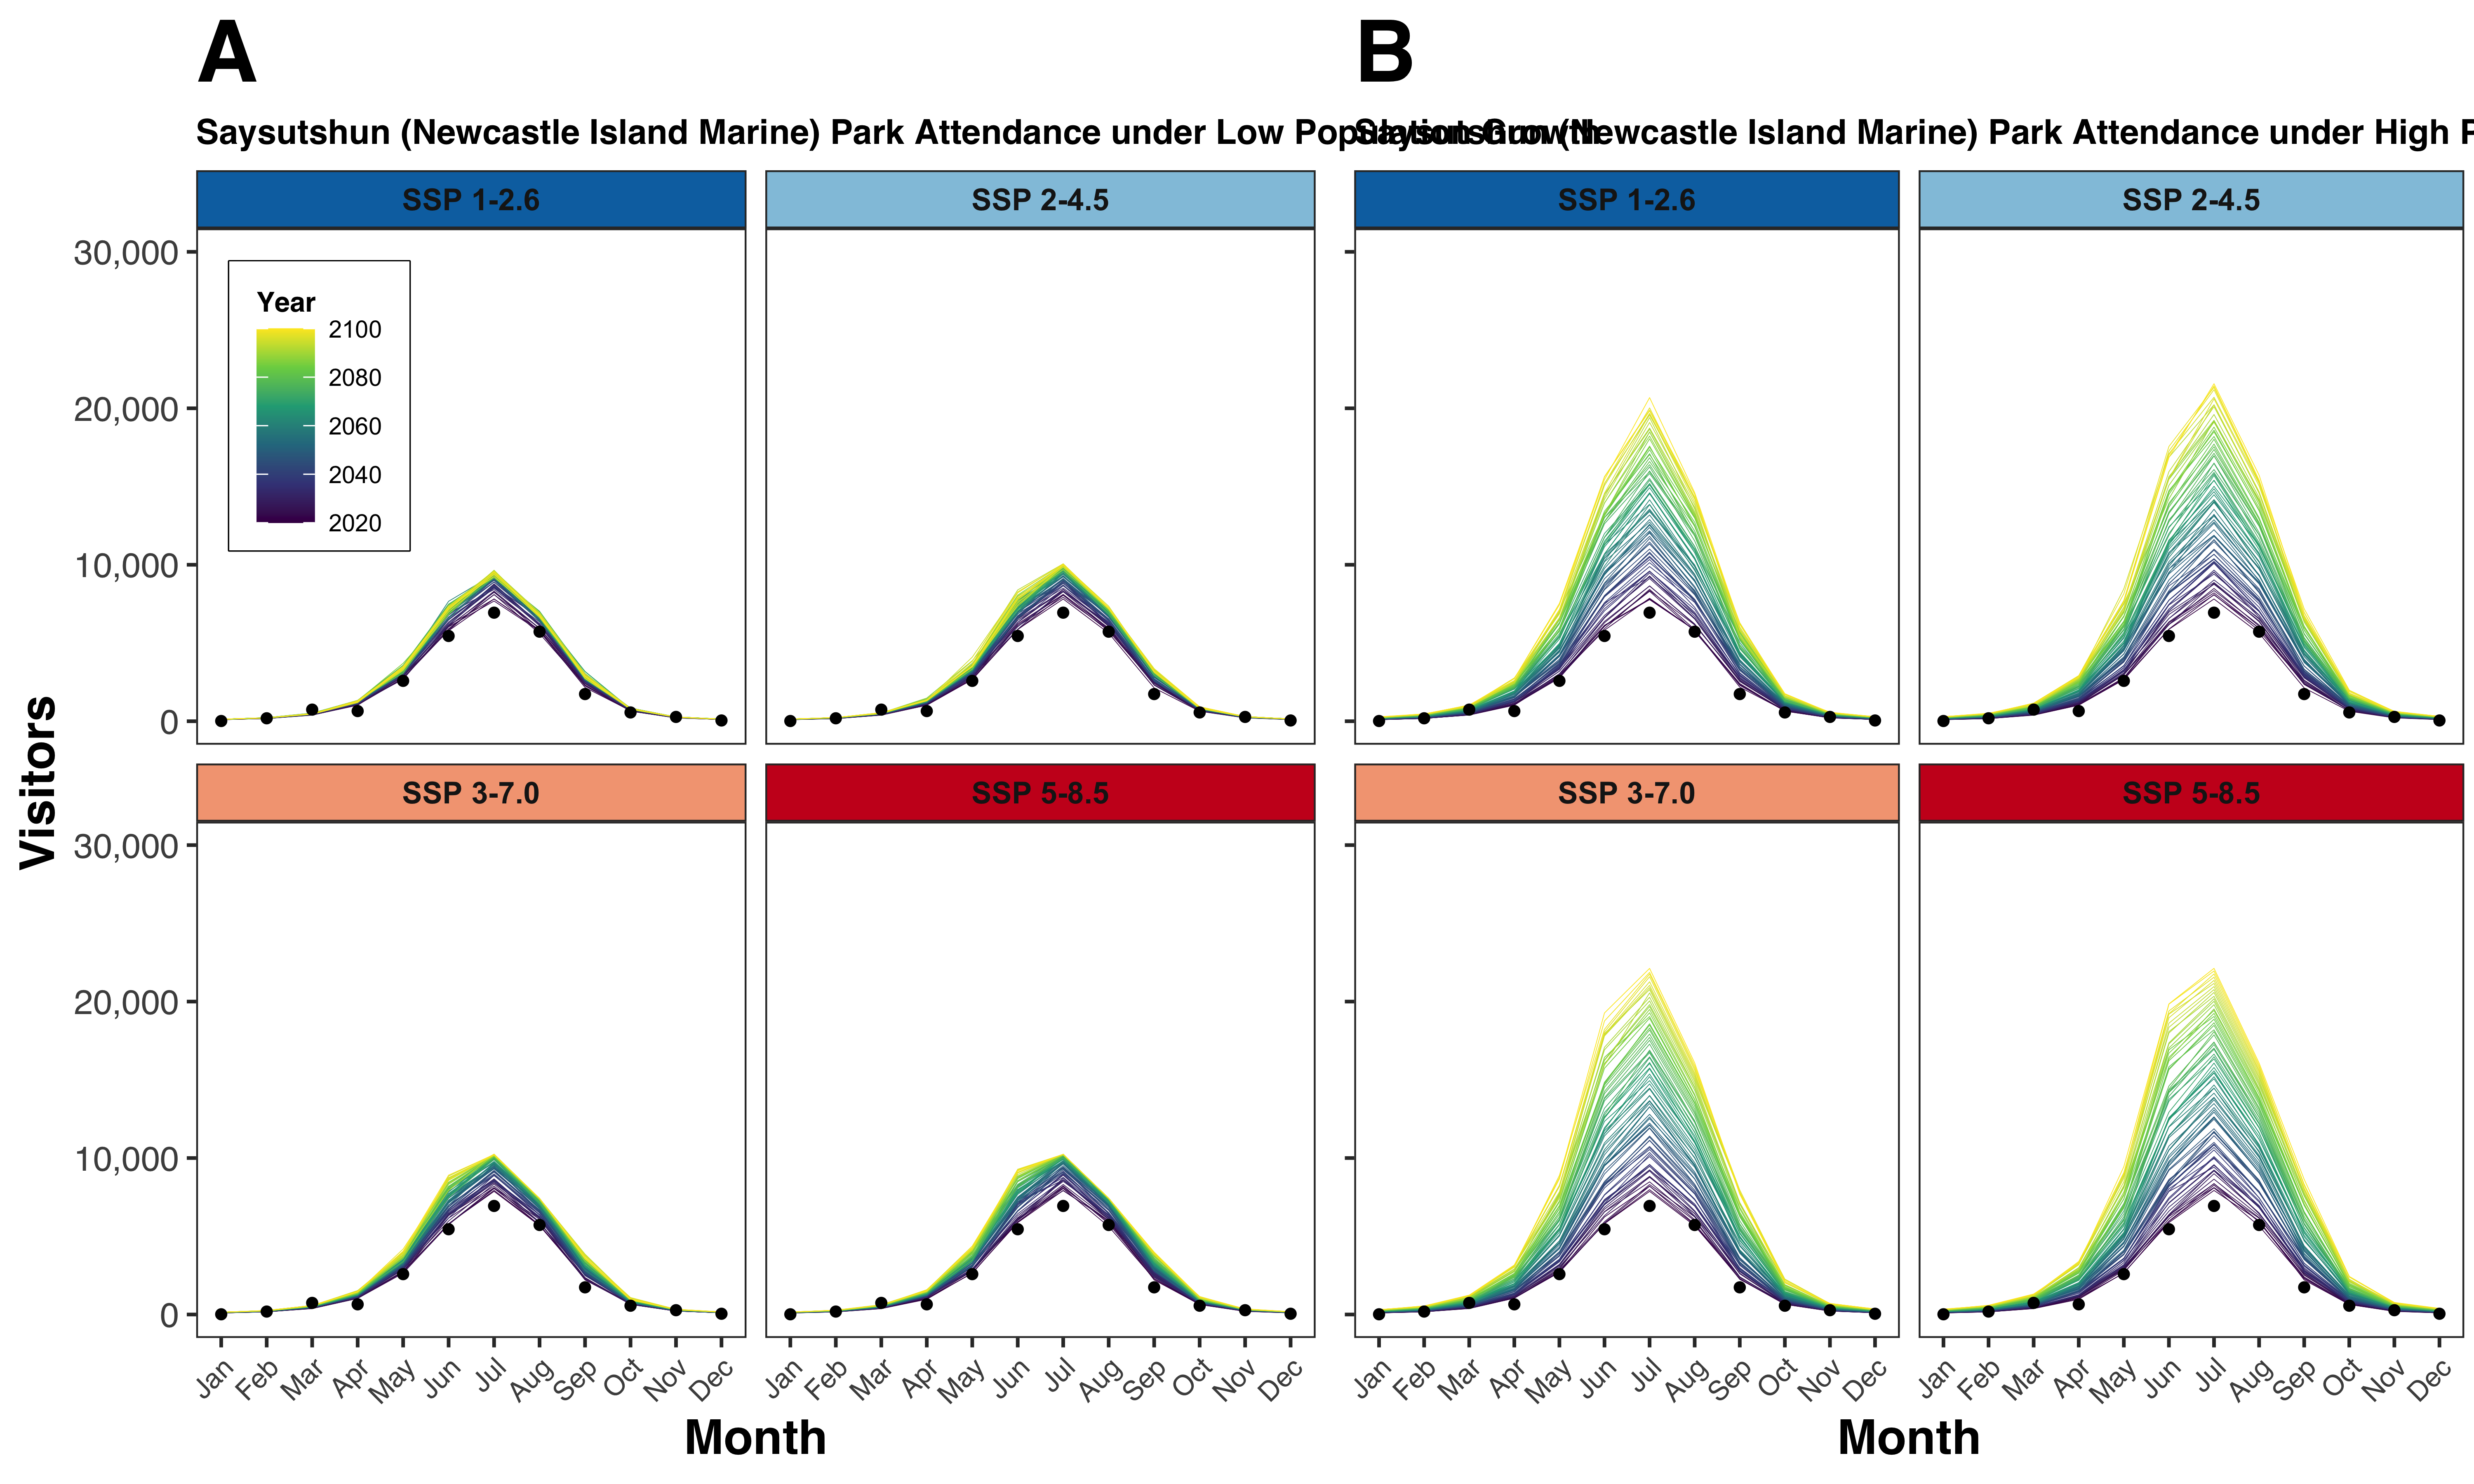 A
B
Saysutshun (Newcastle Island Marine) Park Attendance under Low Population Growth
Saysutshun (Newcastle Island Marine) Park Attendance under High P
SSP 1-2.6
SSP 2-4.5
SSP 1-2.6
SSP 2-4.5
30,000
20,000
10,000
0
Year
2100
2080
2060
2040
2020
Visitors
SSP 3-7.0
SSP 5-8.5
SSP 3-7.0
SSP 5-8.5
30,000
20,000
10,000
0
Jan Feb Mar Apr May Jun Jul Aug Sep Oct Nov Dec
Jan Feb Mar Apr May Jun Jul Aug Sep Oct Nov Dec
Jan Feb Mar Apr May Jun Jul Aug Sep Oct Nov Dec
Jan Feb Mar Apr May Jun Jul Aug Sep Oct Nov Dec
Month
Month